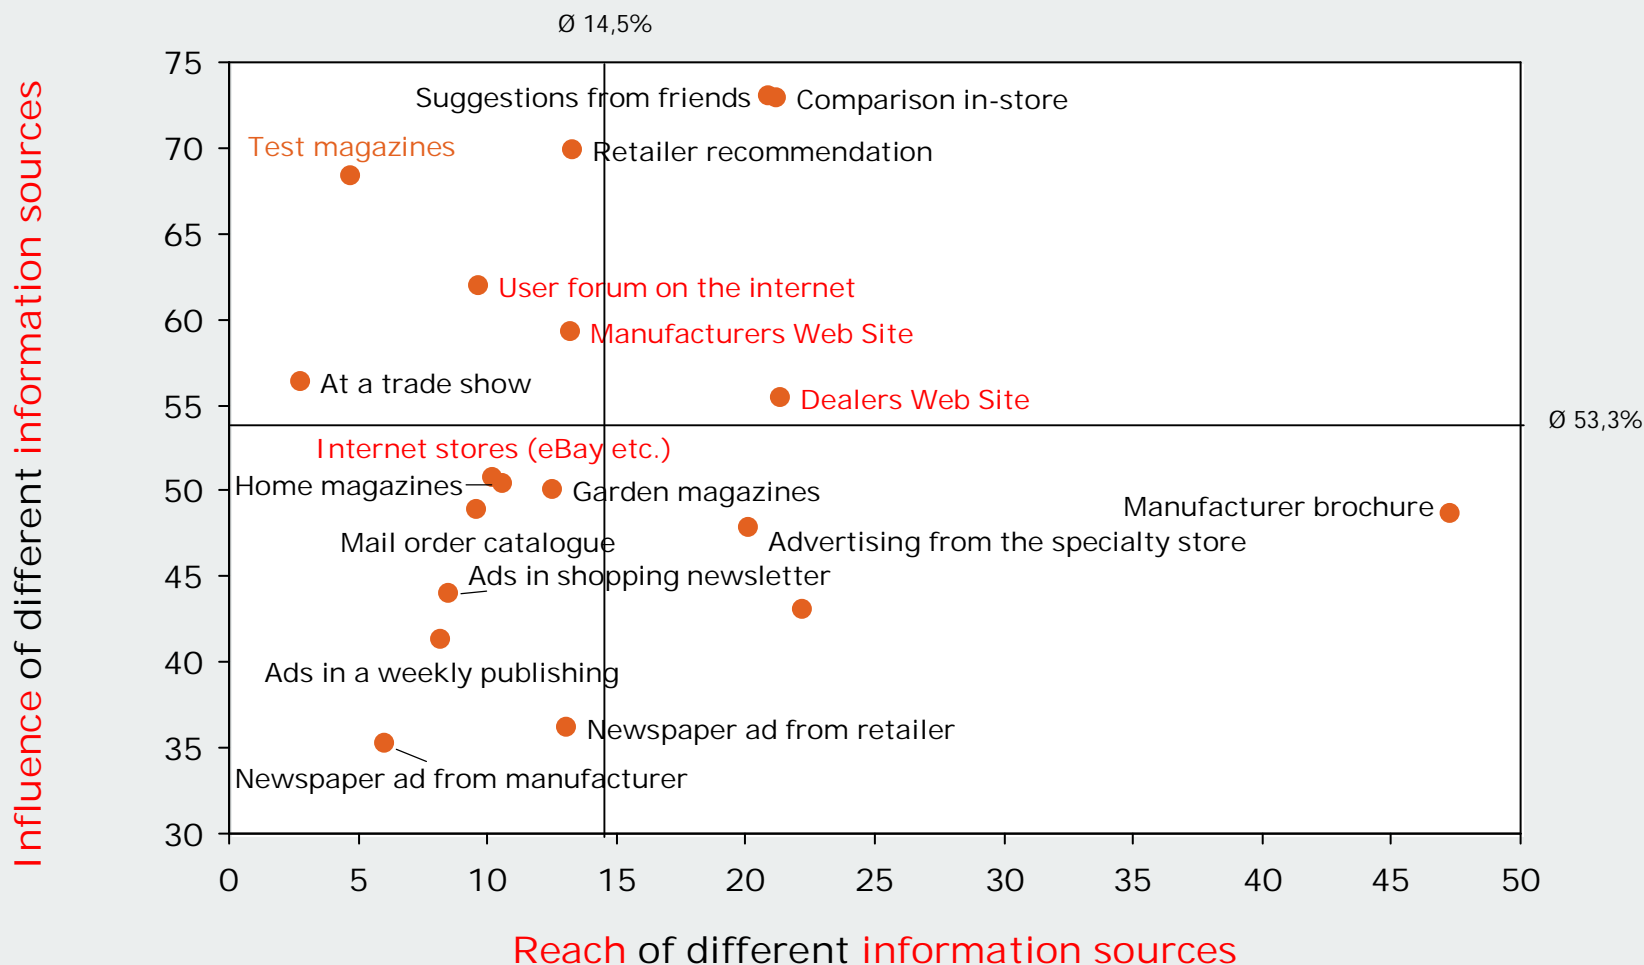 Ø 14,5%
75
Suggestions from friends
Comparison in-store
Test magazines
70
Retailer recommendation
65
User forum on the internet
60
Manufacturers Web Site
At a trade show
55
Dealers Web Site
Ø 53,3%
Internet stores (eBay etc.)
50
Home magazines
Garden magazines
Manufacturer brochure
Mail order catalogue
Advertising from the specialty store
45
Ads in shopping newsletter
40
Ads in a weekly publishing
35
Newspaper ad from retailer
Newspaper ad from manufacturer
30
0 5 10 15 20 25 30 35 40 45 50
Influence of different information sources
Reach of different information sources